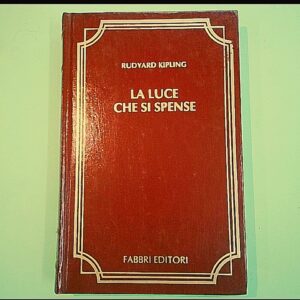 RUDYARD KIPLING
LA LUCE
CHE SI SPENSE
FABBRI EDITORI